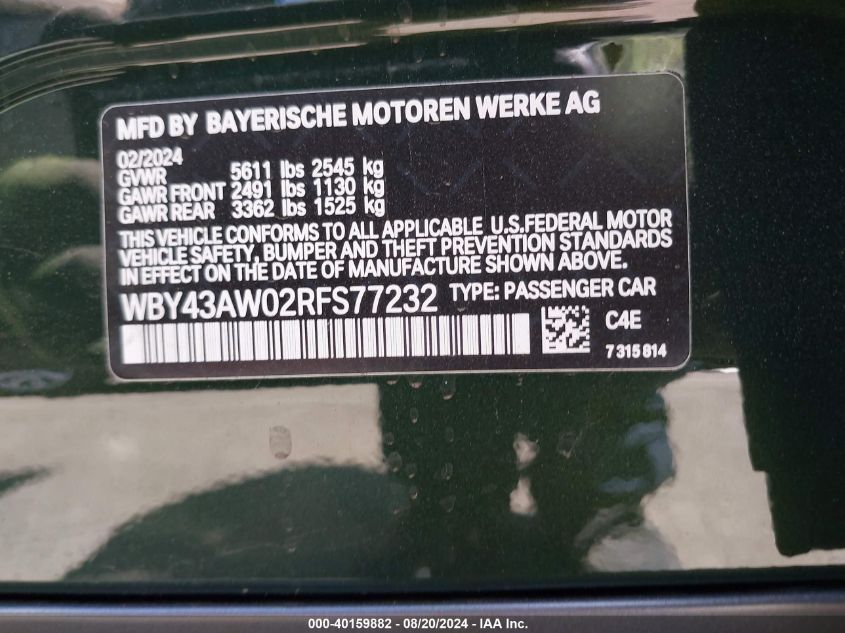 MFD BY BAYERISCHE MOTOREN WERKE AG
02/2024
GVWR 5611 lbs 2545 kg
GAWR FRONT 2491 lbs 1130 kg
GAWR REAR 3362 lbs 1525 kg
THIS VEHICLE CONFORMS TO ALL APPLICABLE U.S.FEDERAL MOTOR
VEHICLE SAFETY, BUMPER AND THEFT PREVENTION STANDARDS
IN EFFECT ON THE DATE OF MANUFACTURE SHOWN ABOVE.
WBY43AW02RFS77232 TYPE: PASSENGER CAR
C4E
7315814
000-40159882 - 08/20/2024 - IAA Inc.